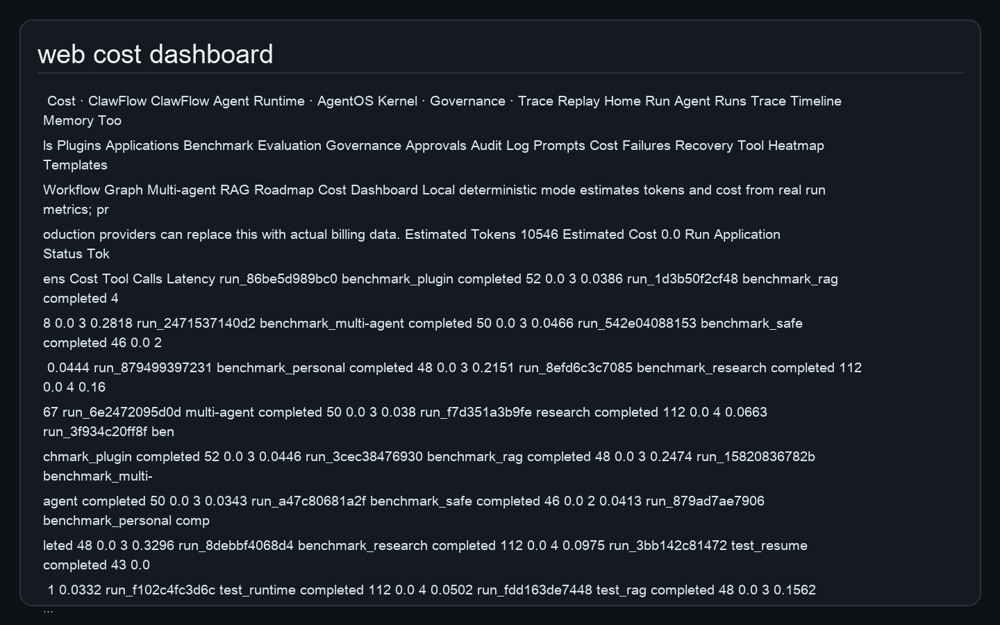 web cost dashboard
Cost · ClawFlow ClawFlow Agent Runtime · AgentOS Kernel · Governance · Trace Replay Home Run Agent Runs Trace Timeline
Memory Too
ls Plugins Applications Benchmark Evaluation Governance Approvals Audit Log Prompts Cost Failures Recovery Tool Heatmap
Templates
Workflow Graph Multi-agent RAG Roadmap Cost Dashboard Local deterministic mode estimates tokens and cost from real run
metrics; pr
oduction providers can replace this with actual billing data. Estimated Tokens 10546 Estimated Cost 0.0 Run Application
Status Tok
ens Cost Tool Calls Latency run_86be5d989bc0 benchmark_plugin completed 52 0.0 3 0.0386 run_1d3b50f2cf48 benchmark_rag
completed 4
8 0.0 3 0.2818 run_2471537140d2 benchmark_multi-agent completed 50 0.0 3 0.0466 run_542e04088153 benchmark_safe
completed 46 0.0 2
0.0444 run_879499397231 benchmark_personal completed 48 0.0 3 0.2151 run_8efd6c3c7085 benchmark_research completed 112
0.0 4 0.16
67 run_6e2472095d0d multi-agent completed 50 0.0 3 0.038 run_f7d351a3b9fe research completed 112 0.0 4 0.0663
run_3f934c20ff8f ben
chmark_plugin completed 52 0.0 3 0.0446 run_3cec38476930 benchmark_rag completed 48 0.0 3 0.2474 run_15820836782b
benchmark_multi-
agent completed 50 0.0 3 0.0343 run_a47c80681a2f benchmark_safe completed 46 0.0 2 0.0413 run_879ad7ae7906
benchmark_personal comp
leted 48 0.0 3 0.3296 run_8debbf4068d4 benchmark_research completed 112 0.0 4 0.0975 run_3bb142c81472 test_resume
completed 43 0.0
1 0.0332 run_f102c4fc3d6c test_runtime completed 112 0.0 4 0.0502 run_fdd163de7448 test_rag completed 48 0.0 3 0.1562
...